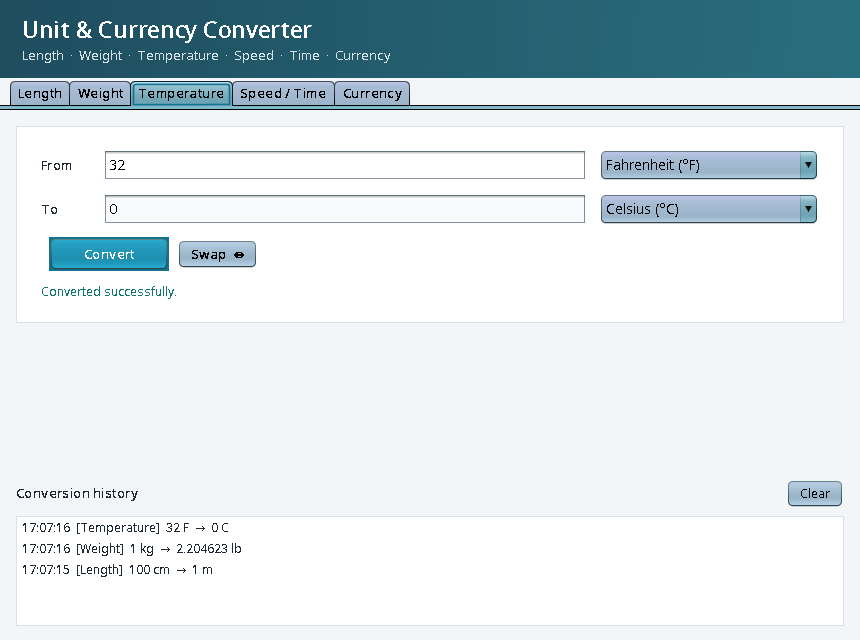 Unit & Currency Converter
Length · Weight · Temperature · Speed · Time · Currency
Length Weight Temperature Speed / Time Currency
From 32 Fahrenheit (°F)
To 0 Celsius (°C)
Convert Swap ⇔
Converted successfully.
Conversion history Clear
17:07:16 [Temperature] 32 F → 0 C
17:07:16 [Weight] 1 kg → 2.204623 lb
17:07:15 [Length] 100 cm → 1 m